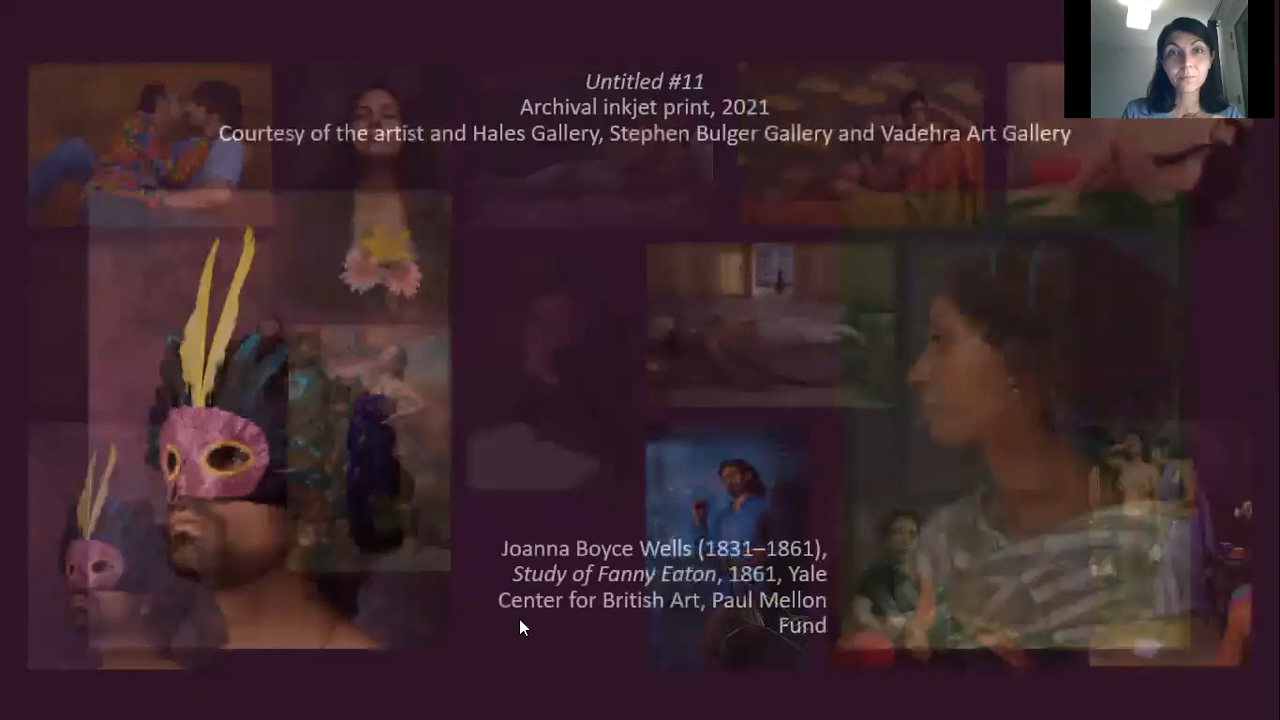 Untitled #11
Archival inkjet print, 2021
Courtesy of the artist and Hales Gallery, Stephen Bulger Gallery and Vadehra Art Gallery
Joanna Boyce Wells (1831–1861),
Study of Fanny Eaton, 1861, Yale
Center for British Art, Paul Mellon
Fund